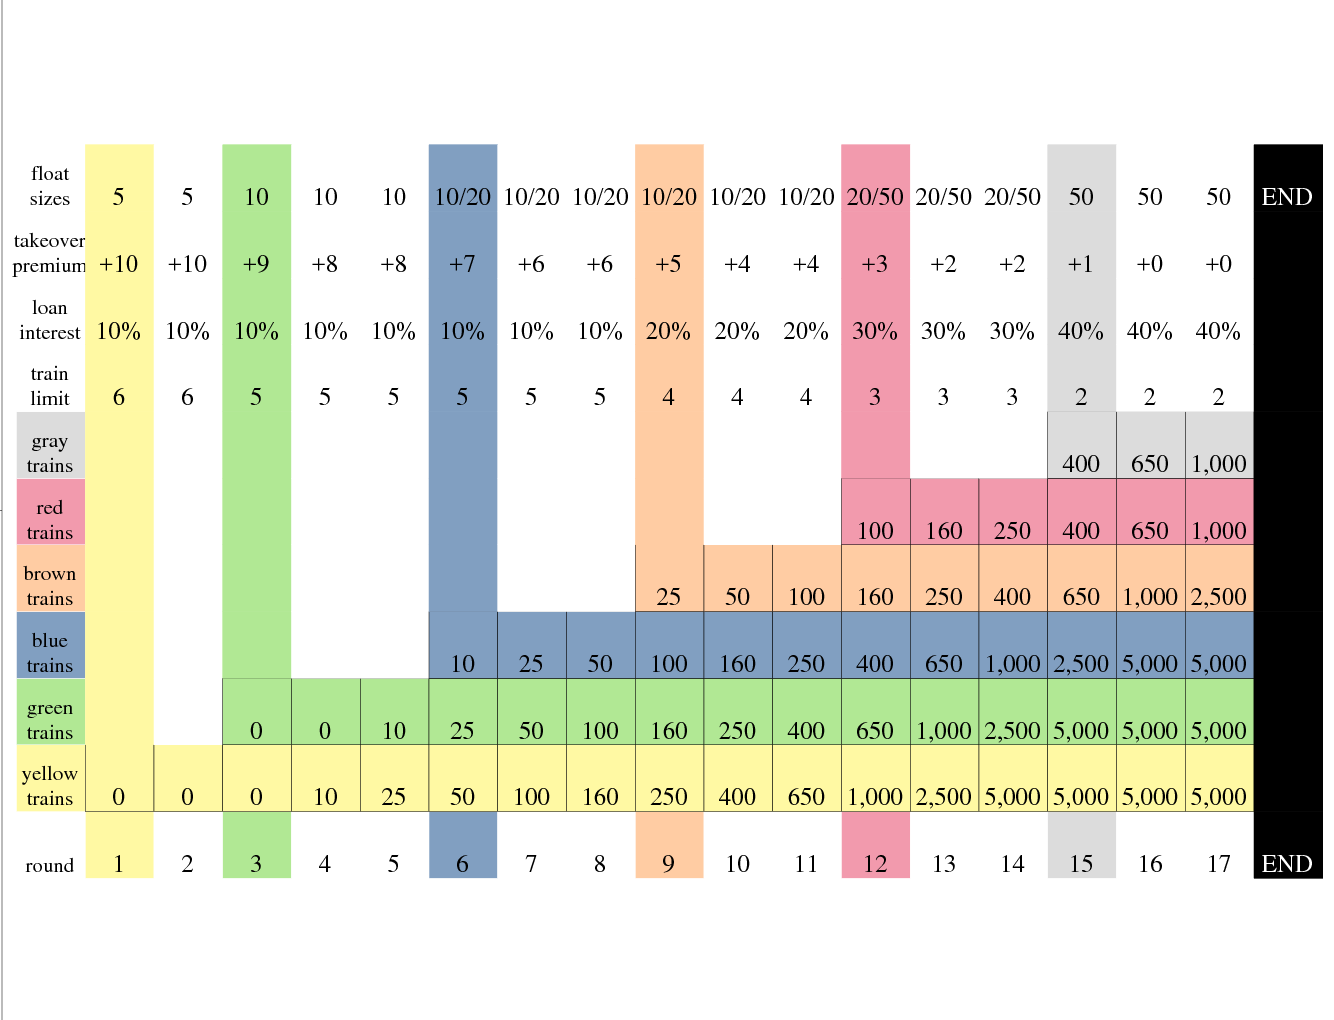 float
sizes 5 5 10 10 10 10/20 10/20 10/20 10/20 10/20 10/20 20/50 20/50 20/50 50 50 50 END
takeover
premium +10 +10 +9 +8 +8 +7 +6 +6 +5 +4 +4 +3 +2 +2 +1 +0 +0
loan
interest 10% 10% 10% 10% 10% 10% 10% 10% 20% 20% 20% 30% 30% 30% 40% 40% 40%
train
limit 6 6 5 5 5 5 5 5 4 4 4 3 3 3 2 2 2
gray
trains 400 650 1,000
red
trains 100 160 250 400 650 1,000
brown
trains 25 50 100 160 250 400 650 1,000 2,500
blue
trains 10 25 50 100 160 250 400 650 1,000 2,500 5,000 5,000
green
trains 0 0 10 25 50 100 160 250 400 650 1,000 2,500 5,000 5,000 5,000
yellow
trains 0 0 0 10 25 50 100 160 250 400 650 1,000 2,500 5,000 5,000 5,000 5,000
round 1 2 3 4 5 6 7 8 9 10 11 12 13 14 15 16 17 END